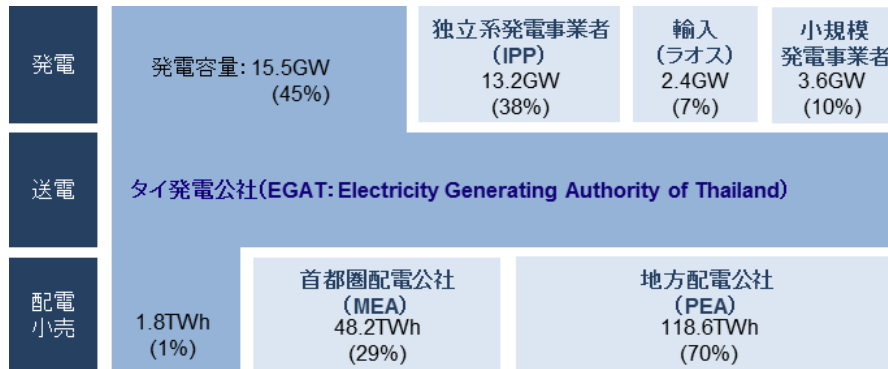 発電
発電容量: 15.5GW
(45%)
独立系発電事業者
(IPP)
13.2GW
(38%)
輸入
(ラオス)
2.4GW
(7%)
小規模
発電事業者
3.6GW
(10%)
送電
タイ発電公社(EGAT: Electricity Generating Authority of Thailand)
配電
小売
1.8TWh
(1%)
首都圏配電公社
(MEA)
48.2TWh
(29%)
地方配電公社
(PEA)
118.6TWh
(70%)